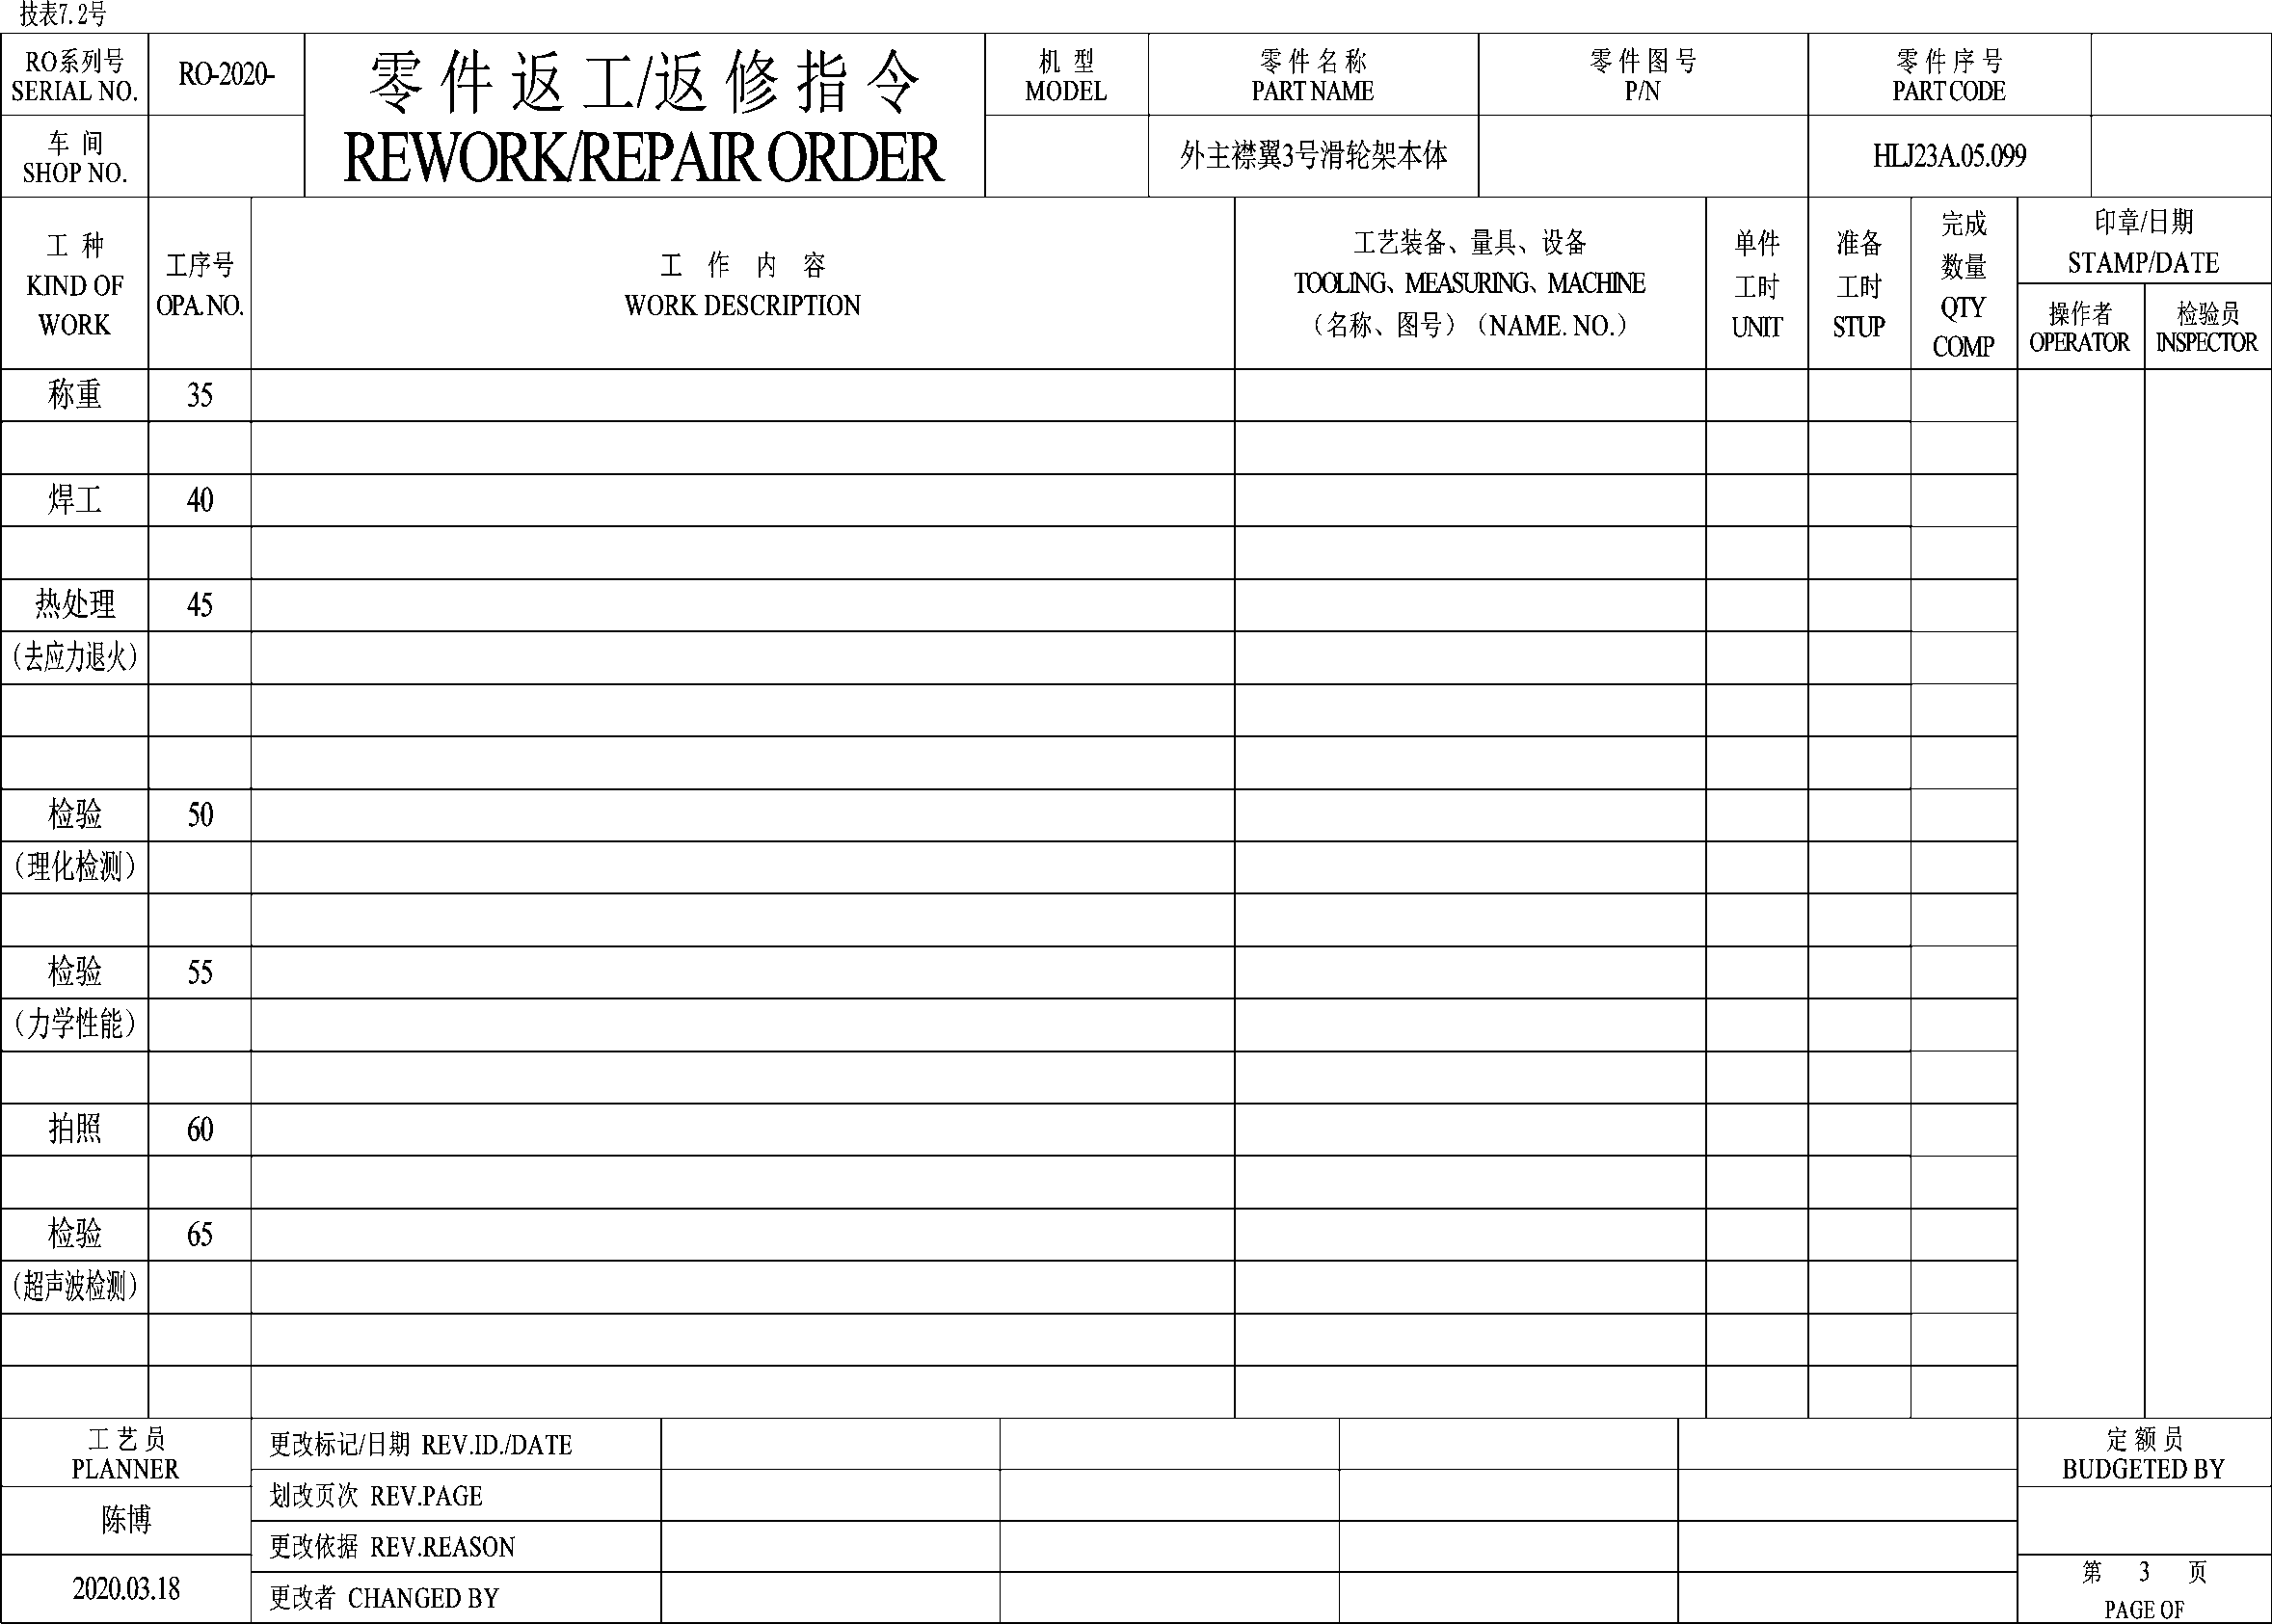 技表7.2号
RO系列号
SERIAL NO.
RO-2020-
零件返工/返修指令
REWORK/REPAIR ORDER
机 型
MODEL
零件名称
PART NAME
零件图号
P/N
零件序号
PART CODE
车 间
SHOP NO.
外主襟翼3号滑轮架本体
HLJ23A.05.099
工 种
KIND OF
WORK
工序号
OPA. NO.
工 作 内 容
WORK DESCRIPTION
工艺装备、量具、设备
TOOLING、MEASURING、MACHINE
（名称、图号）（NAME. NO.）
单件
工时
UNIT
准备
工时
STUP
完成
数量
QTY
COMP
印章/日期
STAMP/DATE
操作者
OPERATOR
检验员
INSPECTOR
称重 35
焊工 40
热处理 45
（去应力退火）
检验 50
（理化检测）
检验 55
（力学性能）
拍照 60
检验 65
（超声波检测）
工艺员
PLANNER
陈博
2020.03.18
更改标记/日期 REV.ID./DATE
划改页次 REV.PAGE
更改依据 REV.REASON
更改者 CHANGED BY
定额员
BUDGETED BY
第 3 页
PAGE OF